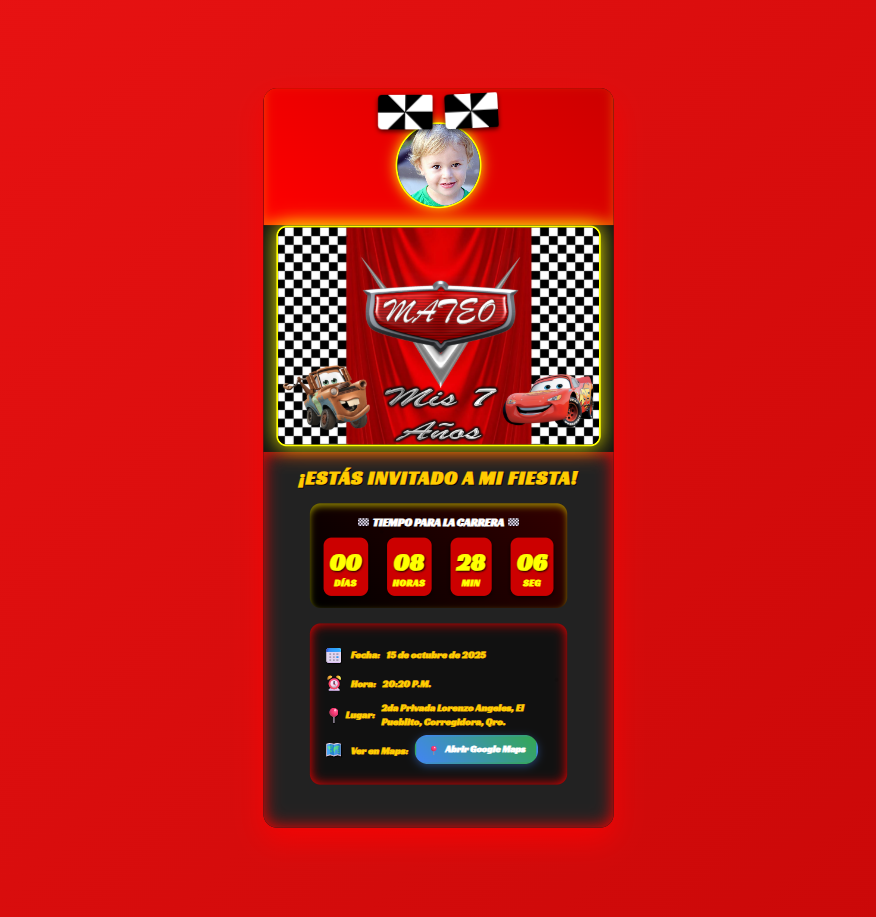 MATEO
Mis 7
Años
¡ESTÁS INVITADO A MI FIESTA!
🏁 TIEMPO PARA LA CARRERA 🏁
00 08 28 06
DÍAS HORAS MIN SEG
Fecha: 15 de octubre de 2025
Hora: 20:20 P.M.
Lugar: 2da Privada Lorenzo Angeles, El
Pueblito, Corregidora, Qro.
Ver en Maps: 📍 Abrir Google Maps